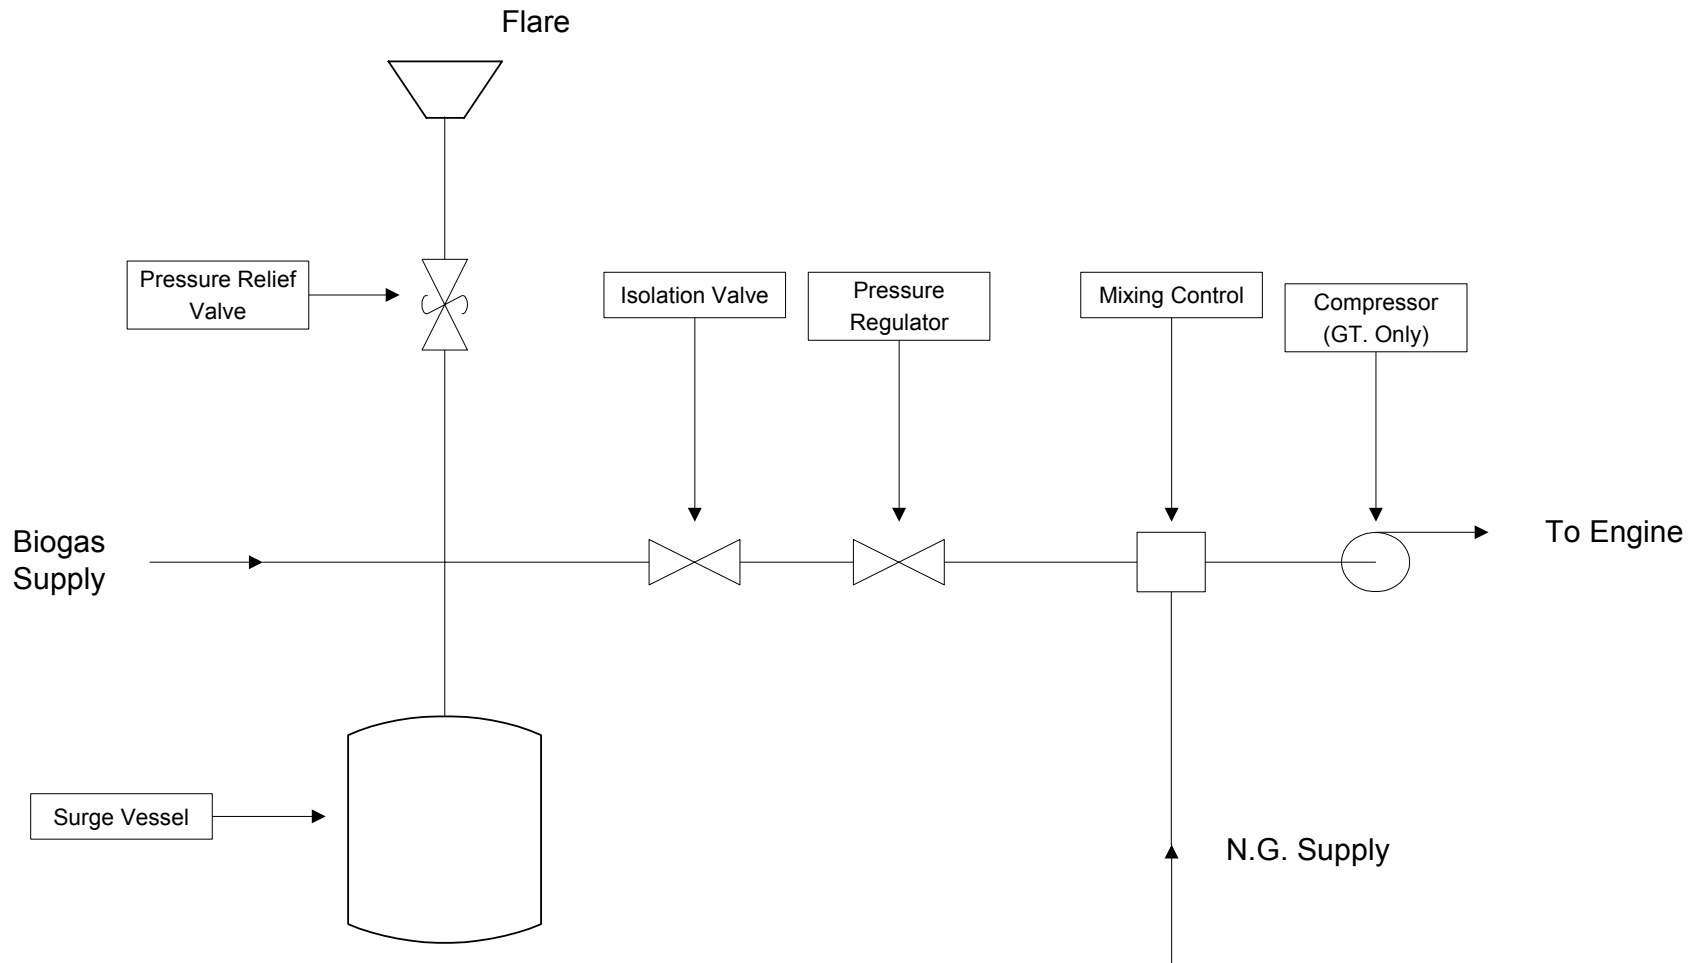 Flare
Pressure Relief
Valve
Isolation Valve
Pressure
Regulator
Mixing Control
Compressor
(GT. Only)
Biogas
Supply
To Engine
Surge Vessel
N.G. Supply